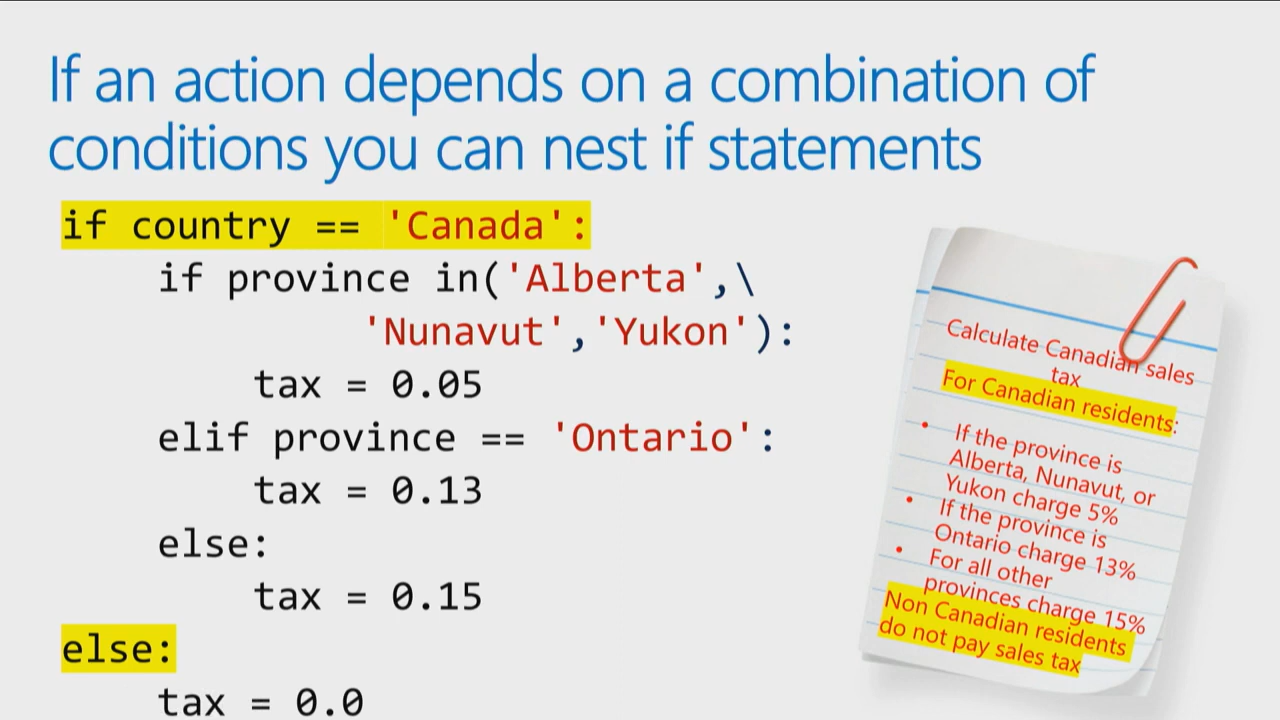 If an action depends on a combination of
conditions you can nest if statements
if country == 'Canada':
if province in('Alberta',\
'Nunavut','Yukon'):
tax = 0.05
elif province == 'Ontario':
tax = 0.13
else:
tax = 0.15
else:
tax = 0.0
Calculate Canadian sales
tax
For Canadian residents:
• If the province is
Alberta, Nunavut, or
Yukon charge 5%
• If the province is
Ontario charge 13%
• For all other
provinces charge 15%
Non Canadian residents
do not pay sales tax